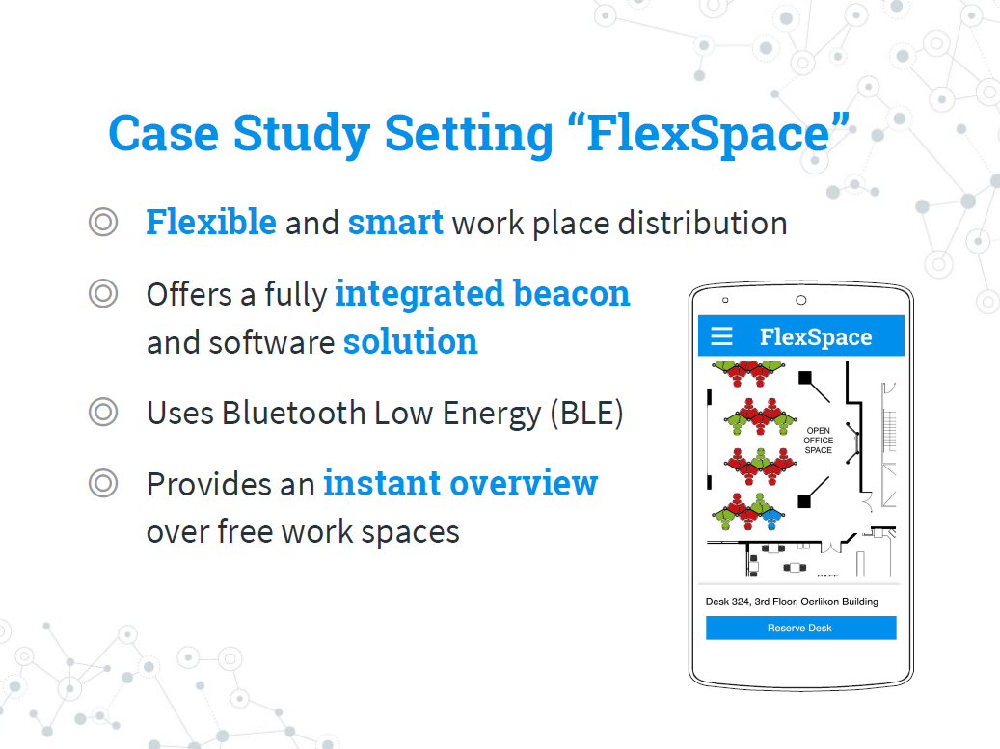 Case Study Setting “FlexSpace”
Flexible and smart work place distribution
Offers a fully integrated beacon
and software solution
Uses Bluetooth Low Energy (BLE)
Provides an instant overview
over free work spaces
FlexSpace
OPEN
OFFICE
SPACE
Desk 324, 3rd Floor, Oerlikon Building
Reserve Desk